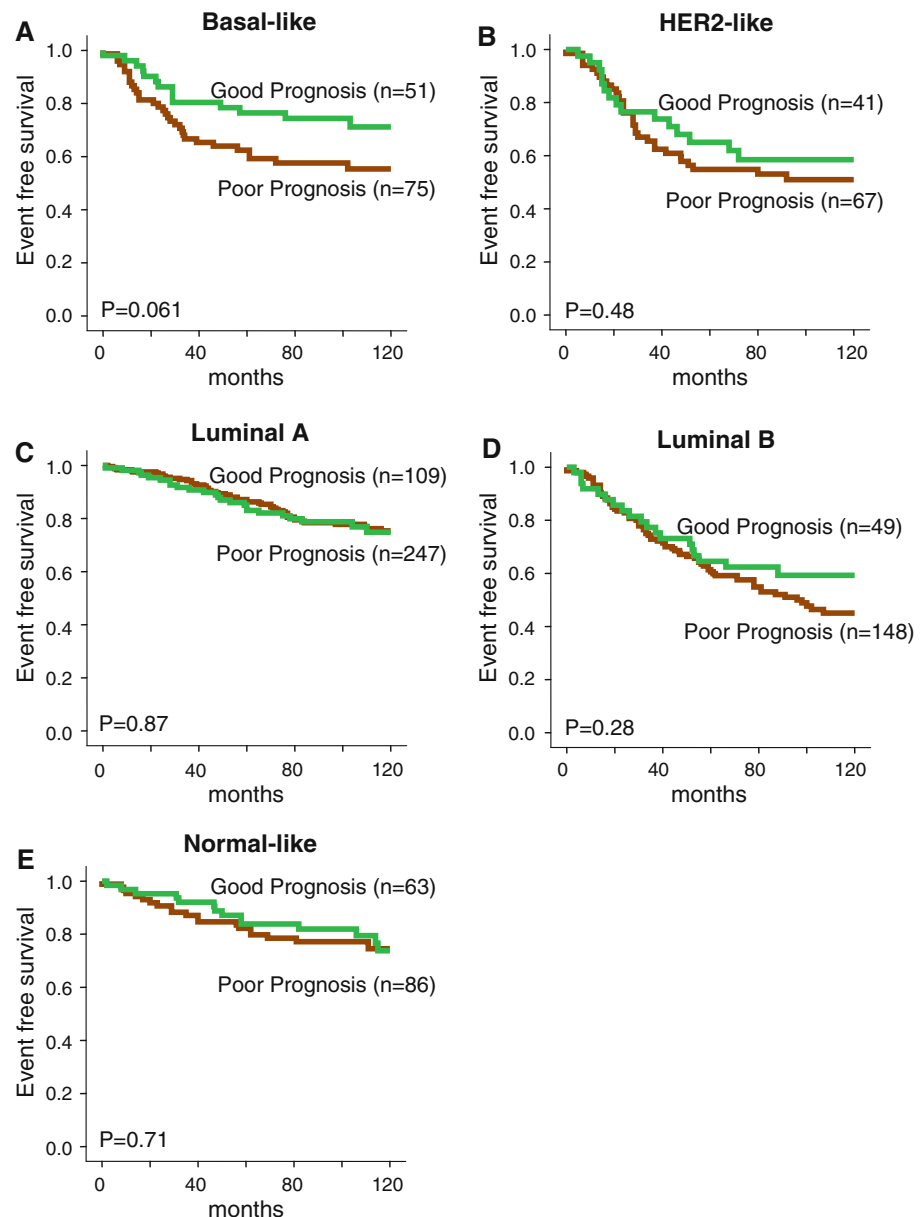 A
Basal-like
Event free survival
1.0
0.8
0.6
0.4
0.2
0.0
Good Prognosis (n=51)
Poor Prognosis (n=75)
P=0.061
0 40 80 120
months
B
HER2-like
Event free survival
1.0
0.8
0.6
0.4
0.2
0.0
Good Prognosis (n=41)
Poor Prognosis (n=67)
P=0.48
0 40 80 120
months
C
Luminal A
Event free survival
1.0
0.8
0.6
0.4
0.2
0.0
Good Prognosis (n=109)
Poor Prognosis (n=247)
P=0.87
0 40 80 120
months
D
Luminal B
Event free survival
1.0
0.8
0.6
0.4
0.2
0.0
Good Prognosis (n=49)
Poor Prognosis (n=148)
P=0.28
0 40 80 120
months
E
Normal-like
Event free survival
1.0
0.8
0.6
0.4
0.2
0.0
Good Prognosis (n=63)
Poor Prognosis (n=86)
P=0.71
0 40 80 120
months